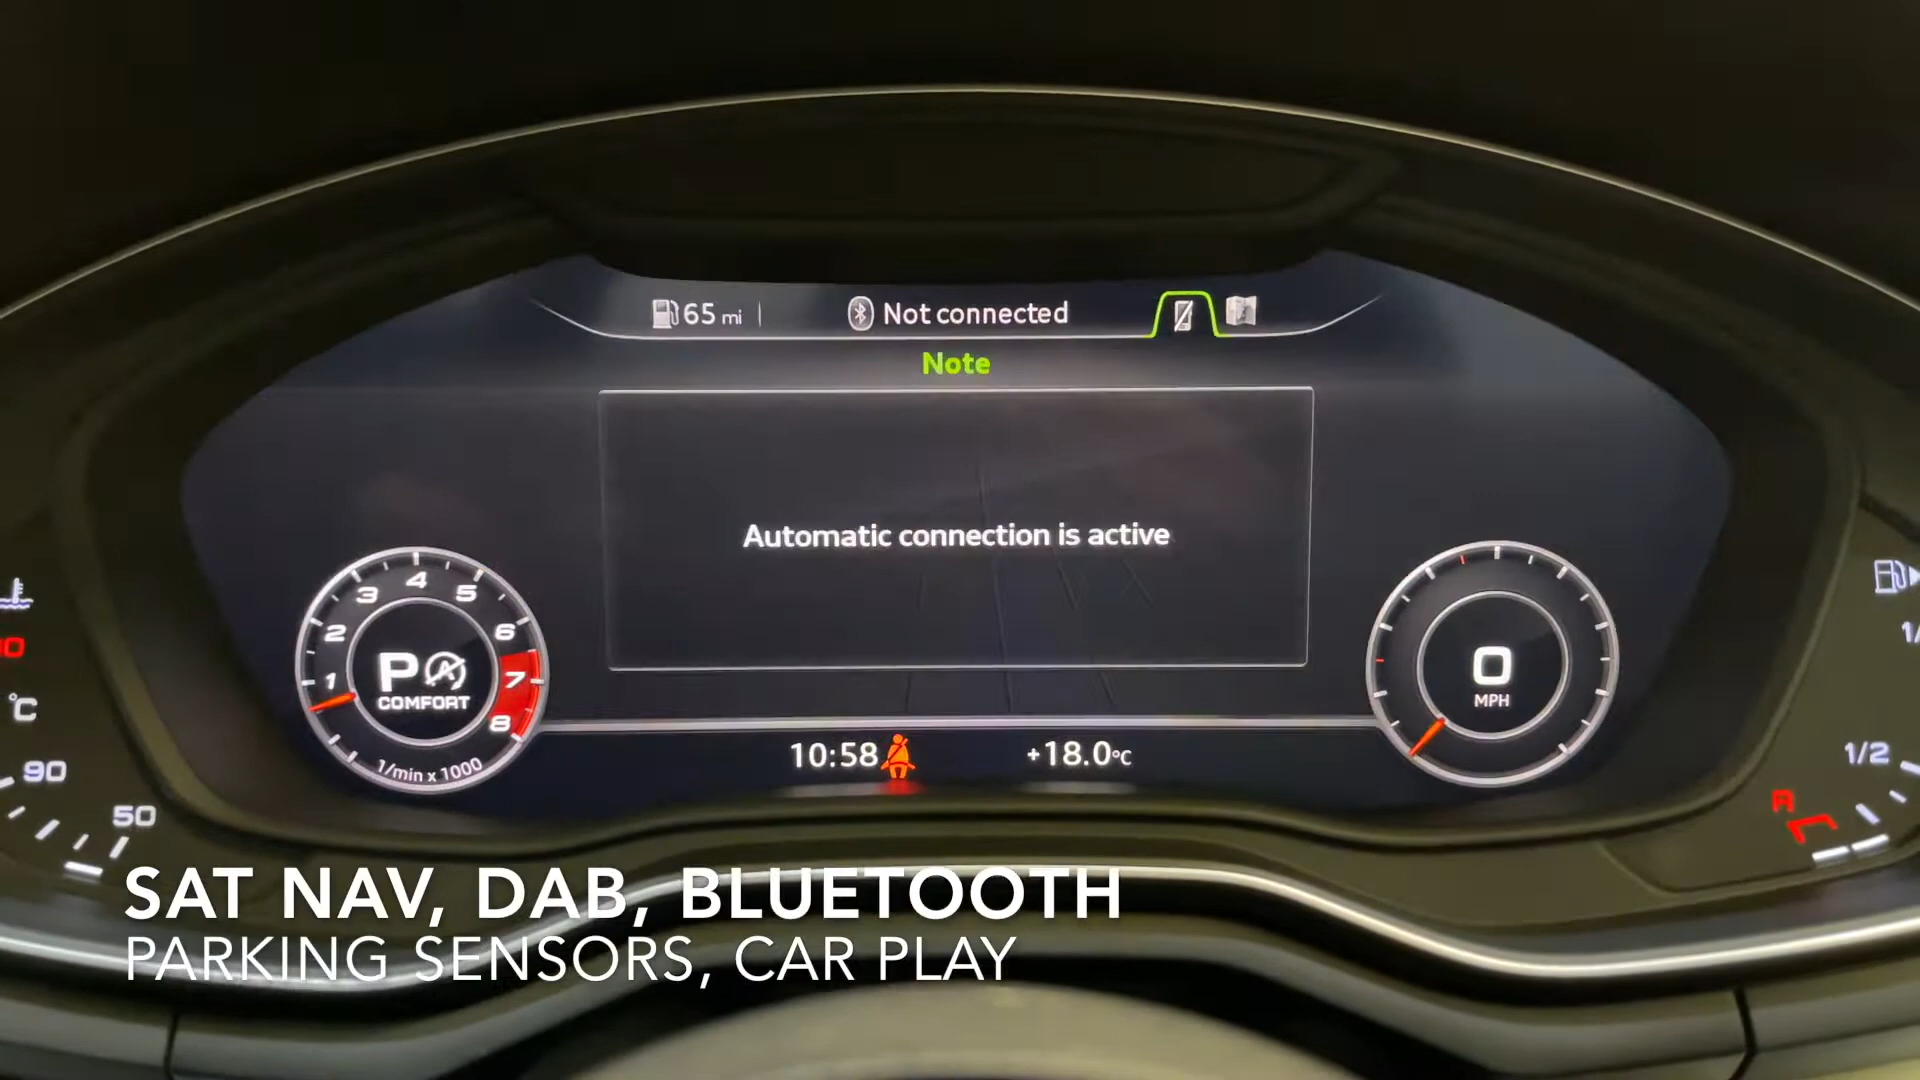 65 mi
Not connected
Note
Automatic connection is active
1 2 3 4 5 6 7 8
P A
COMFORT
1/min x 1000
0
MPH
10:58
+18.0°C
°C
90
50
1/2
R
SAT NAV, DAB, BLUETOOTH
PARKING SENSORS, CAR PLAY